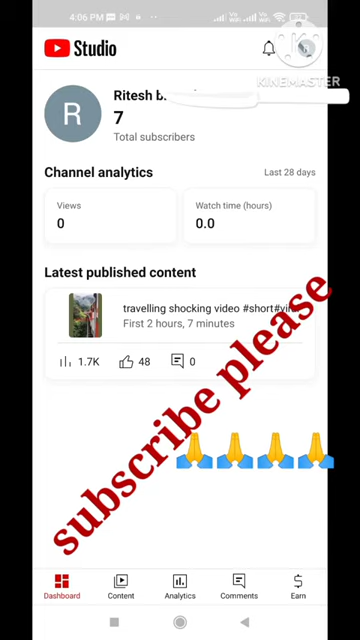 4:06 PM
Studio
KINEMASTER
R
Ritesh
7
Total subscribers
Channel analytics
Last 28 days
Views
0
Watch time (hours)
0.0
Latest published content
travelling shocking video #short#vir
First 2 hours, 7 minutes
1.7K
48
0
subscribe please
Dashboard
Content
Analytics
Comments
Earn